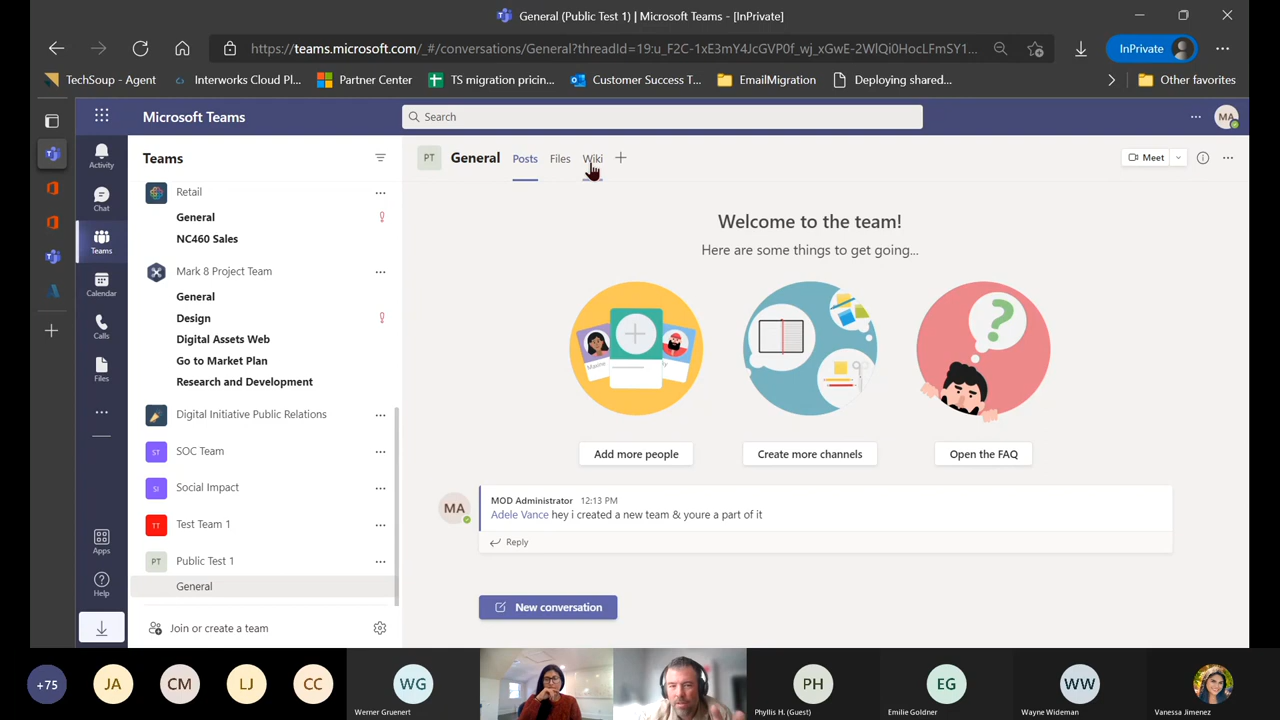 General (Public Test 1) | Microsoft Teams - [InPrivate]
https://teams.microsoft.com/_#/conversations/General?threadId=19:u_F2C-1xE3mY4JcGVP0f_wj_xGwE-2WlQi0HocLFmSY1...
InPrivate
TechSoup - Agent
Interworks Cloud Pl...
Partner Center
TS migration pricin...
Customer Success T...
EmailMigration
Deploying shared...
Other favorites
Microsoft Teams
Search
MA
Activity
Chat
Teams
Calendar
Calls
Files
Apps
Help
Teams
Retail
General
NC460 Sales
Mark 8 Project Team
General
Design
Digital Assets Web
Go to Market Plan
Research and Development
Digital Initiative Public Relations
ST SOC Team
SI Social Impact
TT Test Team 1
PT Public Test 1
General
Join or create a team
PT General Posts Files Wiki
Meet
Welcome to the team!
Here are some things to get going...
Add more people
Create more channels
Open the FAQ
MA
MOD Administrator 12:13 PM
Adele Vance hey i created a new team & youre a part of it
Reply
New conversation
+75
JA
CM
LJ
CC
WG
Werner Gruenert
PH
Phyllis H. (Guest)
EG
Emilie Goldner
WW
Wayne Wideman
Vanessa Jimenez